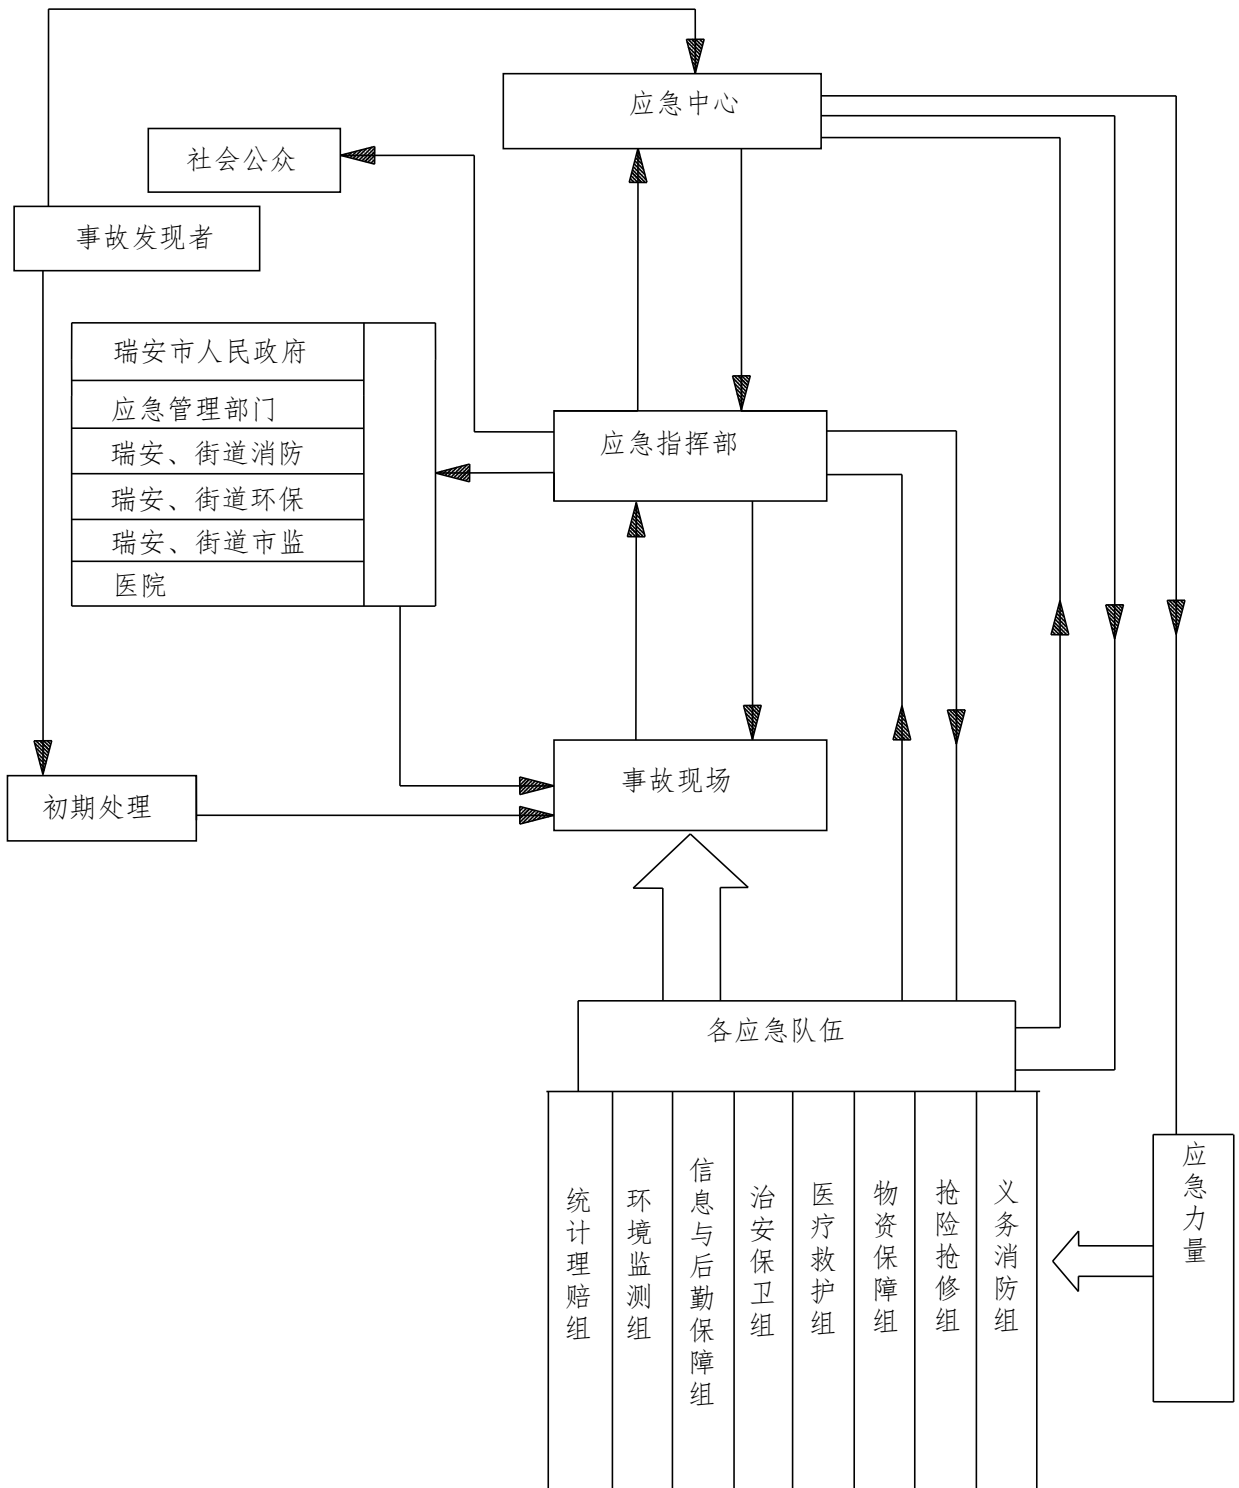 应急中心
社会公众
事故发现者
瑞安市人民政府
应急管理部门
瑞安、街道消防
瑞安、街道环保
瑞安、街道市监
医院
应急指挥部
事故现场
初期处理
各应急队伍
统计理赔组
环境监测组
信息与后勤保障组
治安保卫组
医疗救护组
物资保障组
抢险抢修组
义务消防组
应急力量